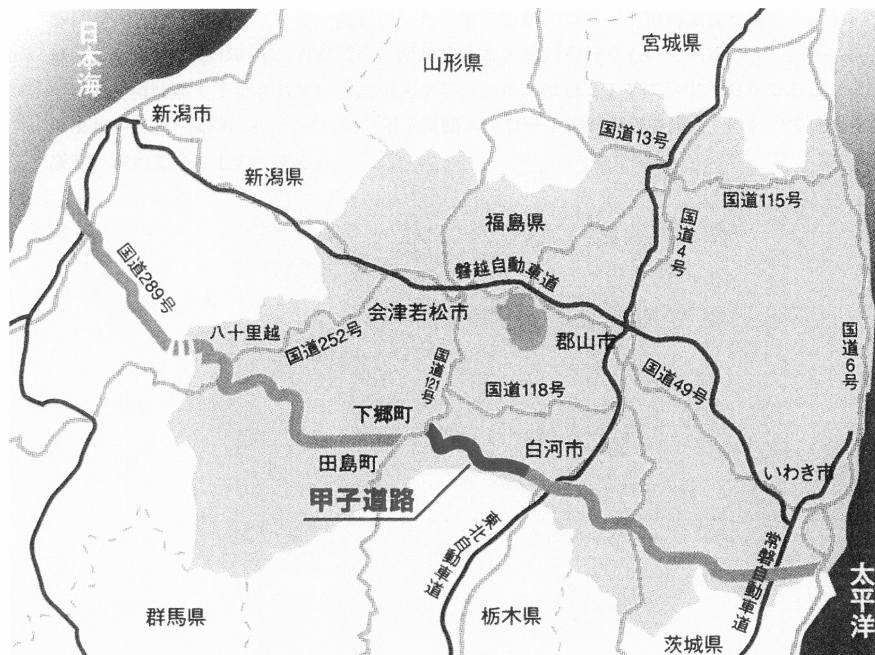 日本海
宮城県
山形県
新潟市
国道13号
新潟県
国道115号
福島県
国道4号
磐越自動車道
国道289号
会津若松市
八十里越
国道252号
郡山市
国道6号
国道121号
国道118号
国道49号
下郷町
白河市
田島町
いわき市
甲子道路
東北自動車道
常磐自動車道
太平洋
群馬県
栃木県
茨城県